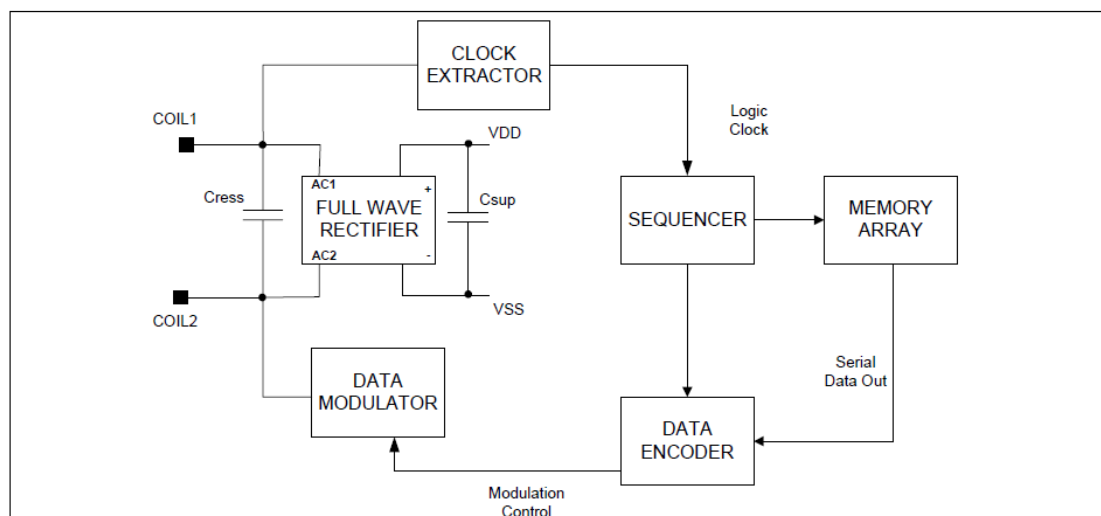 CLOCK
EXTRACTOR
Logic
Clock
COIL1
VDD
AC1
+
Cress
FULL WAVE
RECTIFIER
Csup
SEQUENCER
MEMORY
ARRAY
AC2
-
COIL2
VSS
DATA
MODULATOR
Serial
Data Out
DATA
ENCODER
Modulation
Control